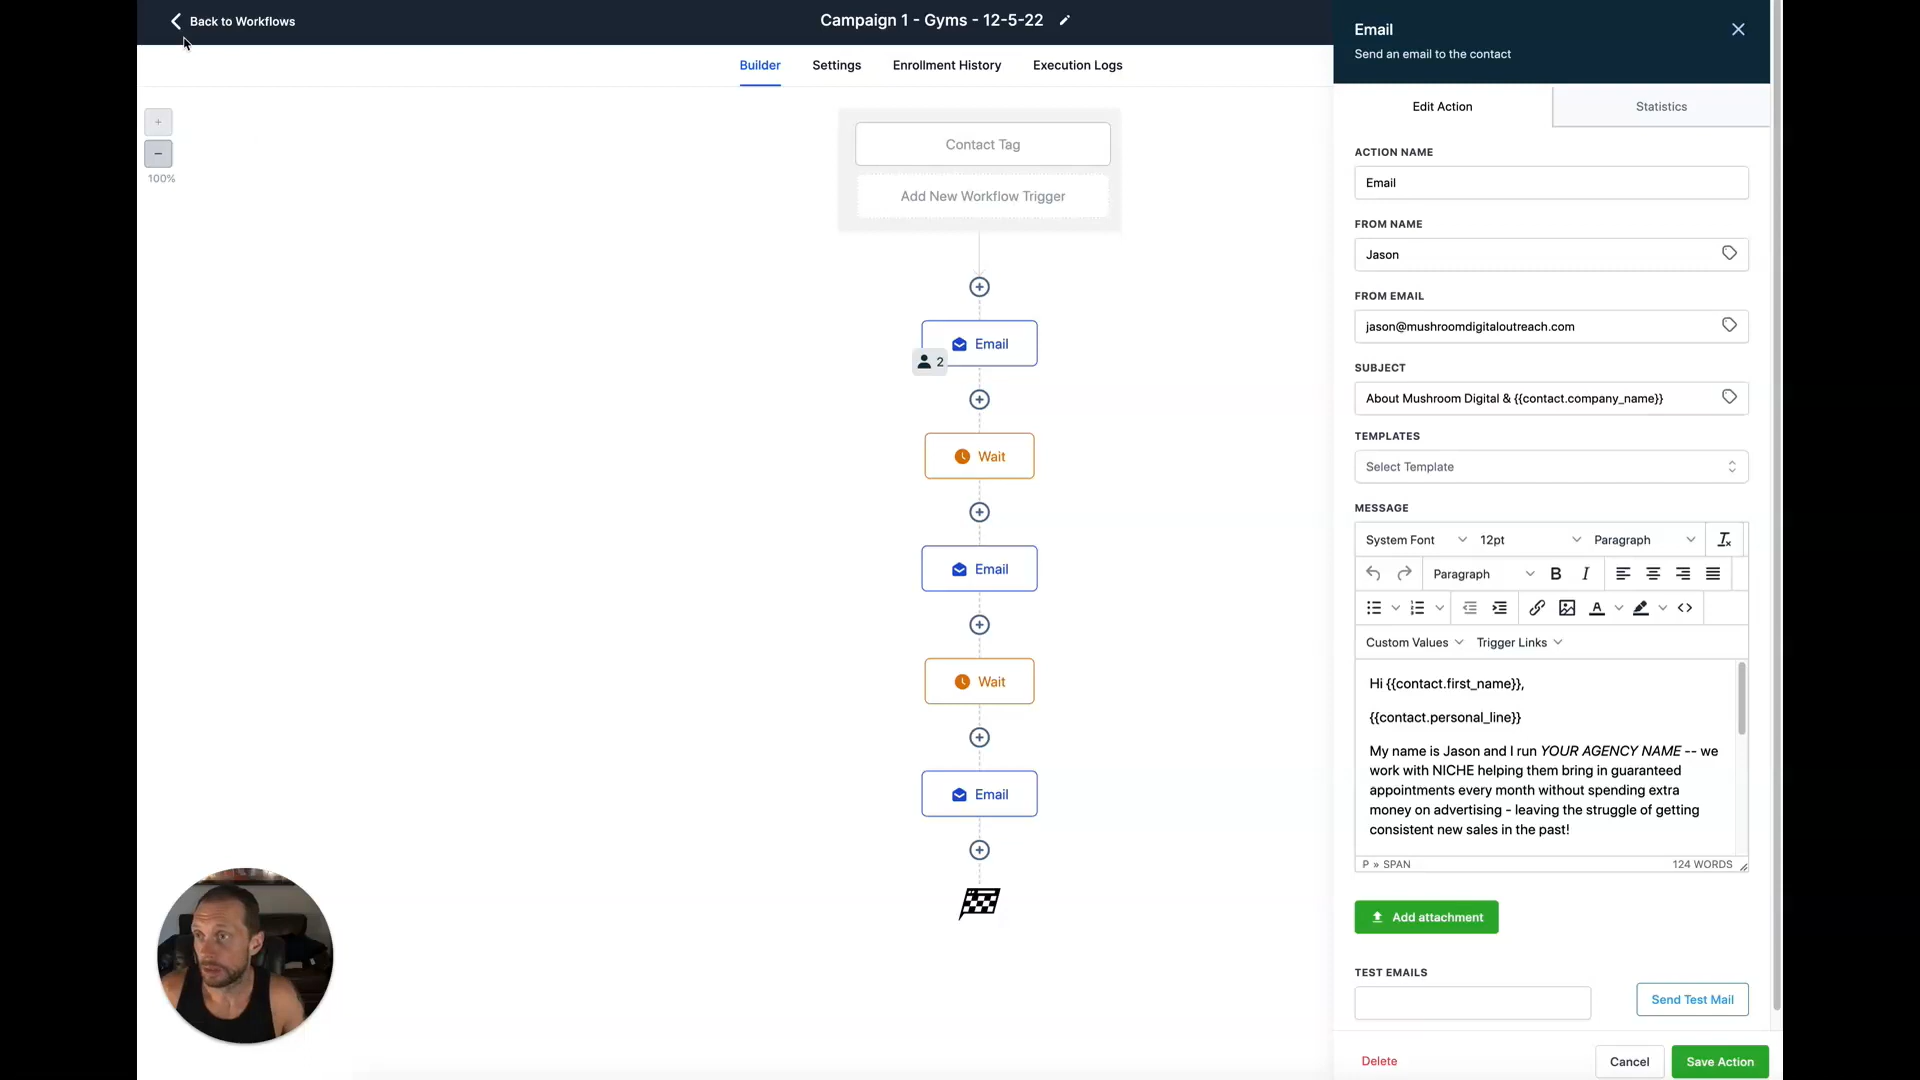 Back to Workflows
Campaign 1 - Gyms - 12-5-22
Builder
Settings
Enrollment History
Execution Logs
+
−
100%
Contact Tag
Add New Workflow Trigger
Email
2
Wait
Email
Wait
Email
Email
Send an email to the contact
Edit Action
Statistics
ACTION NAME
Email
FROM NAME
Jason
FROM EMAIL
jason@mushroomdigitaloutreach.com
SUBJECT
About Mushroom Digital & {{contact.company_name}}
TEMPLATES
Select Template
MESSAGE
System Font 12pt Paragraph
Paragraph B I
A <>
Custom Values Trigger Links
Hi {{contact.first_name}},
{{contact.personal_line}}
My name is Jason and I run YOUR AGENCY NAME -- we
work with NICHE helping them bring in guaranteed
appointments every month without spending extra
money on advertising - leaving the struggle of getting
consistent new sales in the past!
P » SPAN 124 WORDS
Add attachment
TEST EMAILS
Send Test Mail
Delete
Cancel
Save Action